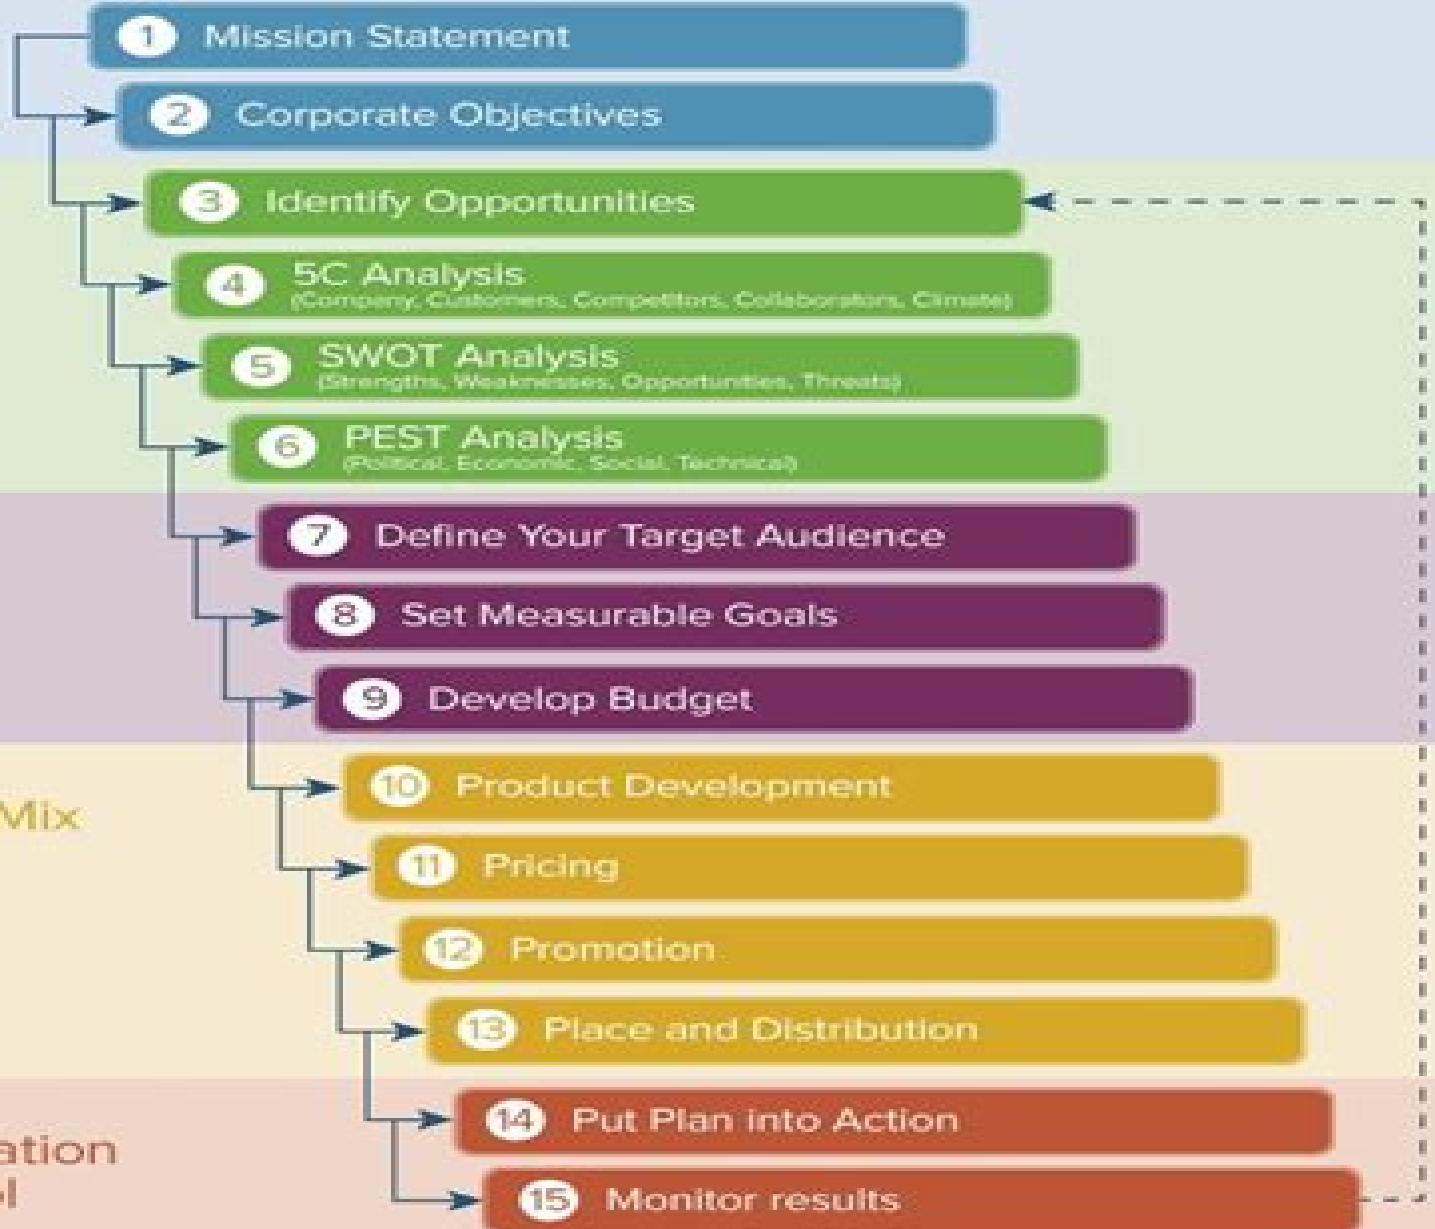 1 Mission Statement
2 Corporate Objectives
3 Identify Opportunities
4 5C Analysis
(Company, Customers, Competitors, Collaborators, Climate)
5 SWOT Analysis
(Strengths, Weaknesses, Opportunities, Threats)
6 PEST Analysis
(Political, Economic, Social, Technical)
7 Define Your Target Audience
8 Set Measurable Goals
9 Develop Budget
10 Product Development
Mix
11 Pricing
12 Promotion
13 Place and Distribution
14 Put Plan into Action
ation
15 Monitor results